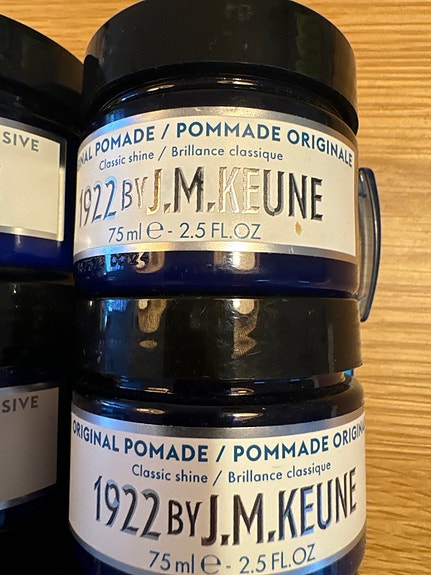 SIVE
NAL POMADE / POMMADE ORIGINALE
Classic shine / Brillance classique
1922 BY J.M.KEUNE
75 ml e - 2.5 FL.OZ
SIVE
ORIGINAL POMADE / POMMADE ORIGIN
Classic shine / Brillance classique
1922 BY J.M.KEUNE
75 ml e - 2.5 FL.OZ